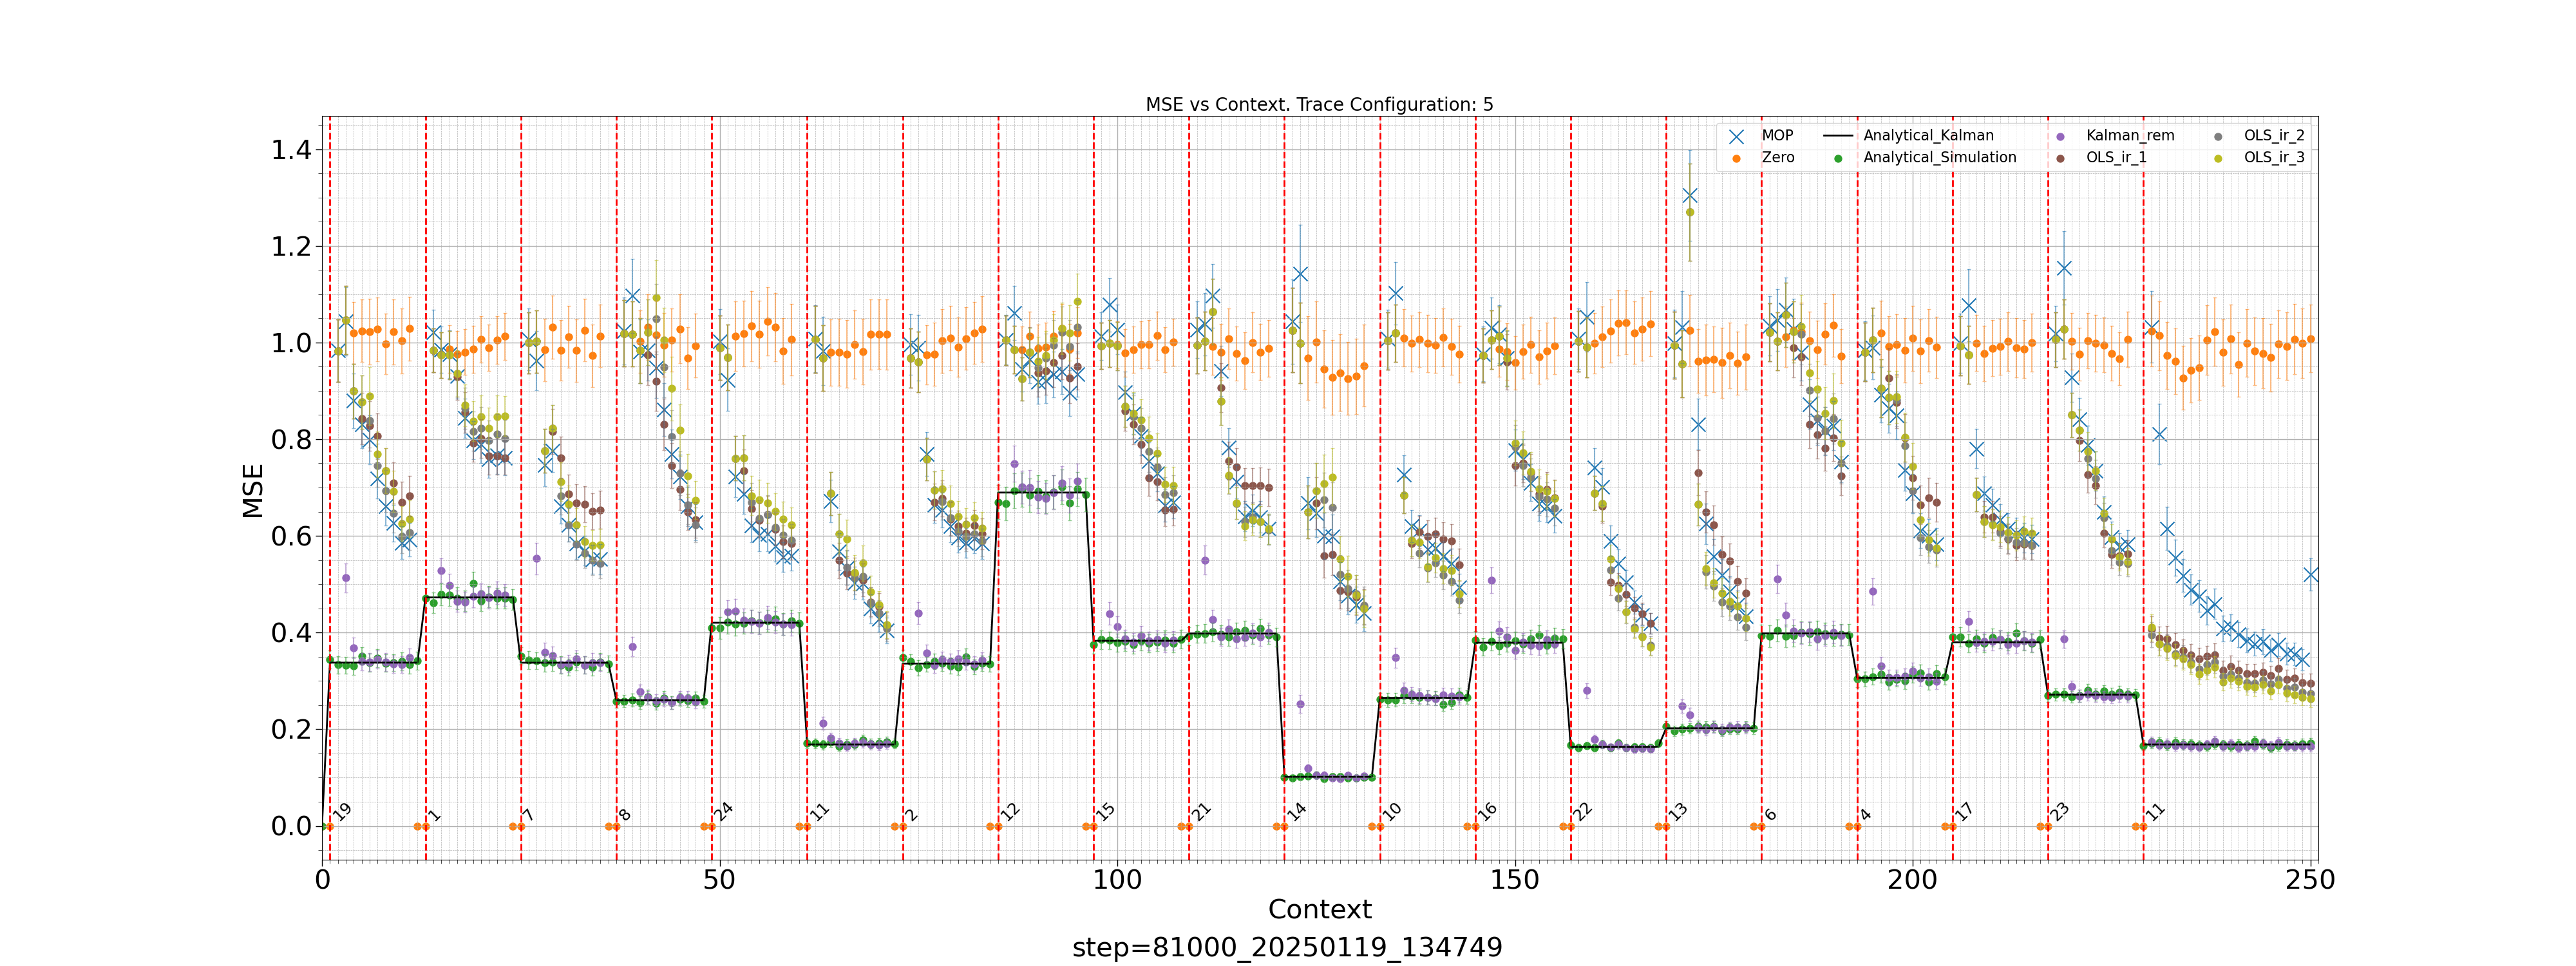 MSE vs Context. Trace Configuration: 5
MOP
Zero
Analytical_Kalman
Analytical_Simulation
Kalman_rem
OLS_ir_1
OLS_ir_2
OLS_ir_3
MSE
1.4
1.2
1.0
0.8
0.6
0.4
0.2
0.0
19 1 7 8 24 11 2 12 15 21 14 10 16 22 13 6 4 17 23 11
0 50 100 150 200 250
Context
step=81000_20250119_134749